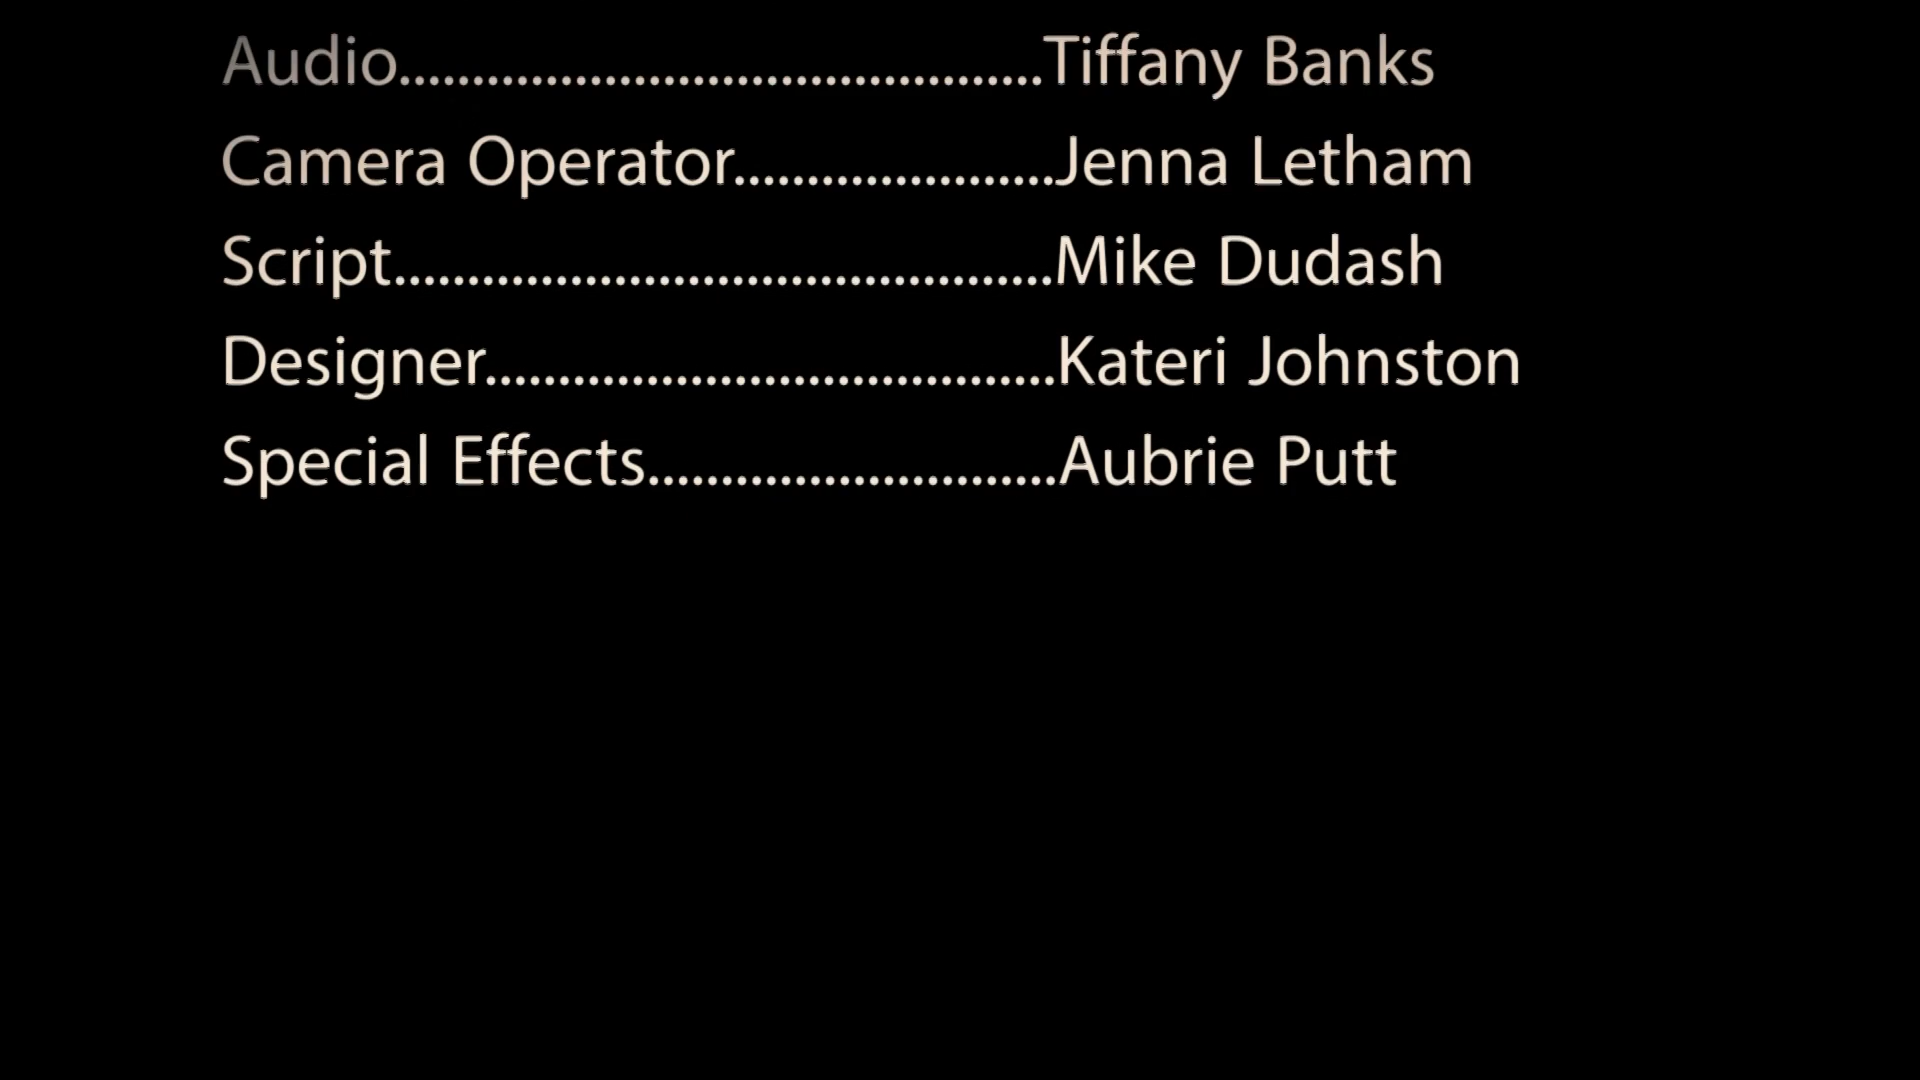 Audio............................................Tiffany Banks
Camera Operator......................Jenna Letham
Script.............................................Mike Dudash
Designer.......................................Kateri Johnston
Special Effects............................Aubrie Putt